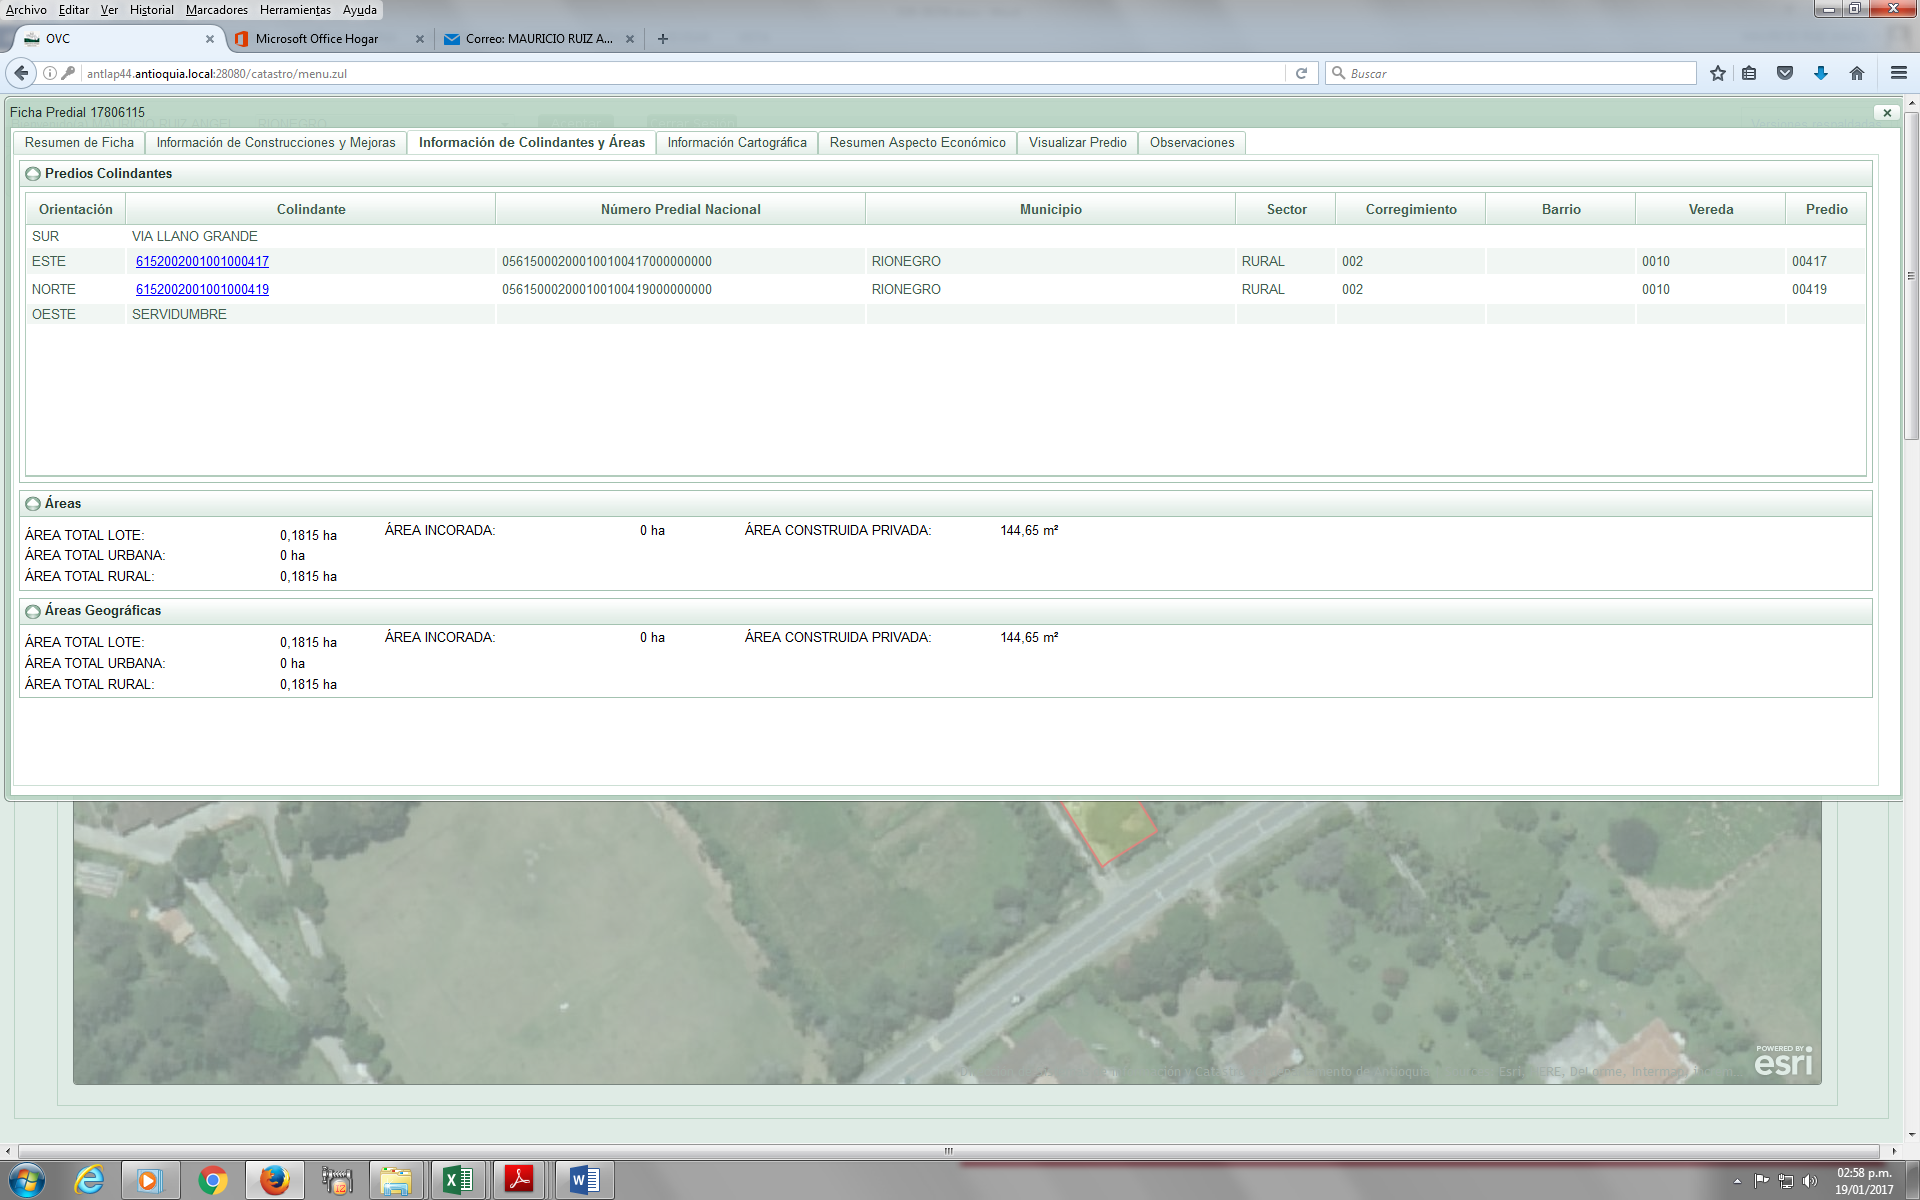 Archivo Editar Ver Historial Marcadores Herramientas Ayuda
OVC
Microsoft Office Hogar
Correo: MAURICIO RUIZ A...
antlap44.antioquia.local:28080/catastro/menu.zul
Buscar
Ficha Predial 17806115
Resumen de Ficha
Información de Construcciones y Mejoras
Información de Colindantes y Áreas
Información Cartográfica
Resumen Aspecto Económico
Visualizar Predio
Observaciones
Predios Colindantes
Orientación Colindante Número Predial Nacional Municipio Sector Corregimiento Barrio Vereda Predio
SUR VIA LLANO GRANDE
ESTE 6152002001001000417 056150002000100100417000000000 RIONEGRO RURAL 002 0010 00417
NORTE 6152002001001000419 056150002000100100419000000000 RIONEGRO RURAL 002 0010 00419
OESTE SERVIDUMBRE
Áreas
ÁREA TOTAL LOTE: 0,1815 ha ÁREA INCORADA: 0 ha ÁREA CONSTRUIDA PRIVADA: 144,65 m²
ÁREA TOTAL URBANA: 0 ha
ÁREA TOTAL RURAL: 0,1815 ha
Áreas Geográficas
ÁREA TOTAL LOTE: 0,1815 ha ÁREA INCORADA: 0 ha ÁREA CONSTRUIDA PRIVADA: 144,65 m²
ÁREA TOTAL URBANA: 0 ha
ÁREA TOTAL RURAL: 0,1815 ha
POWERED BY
esri
02:58 p.m.
19/01/2017